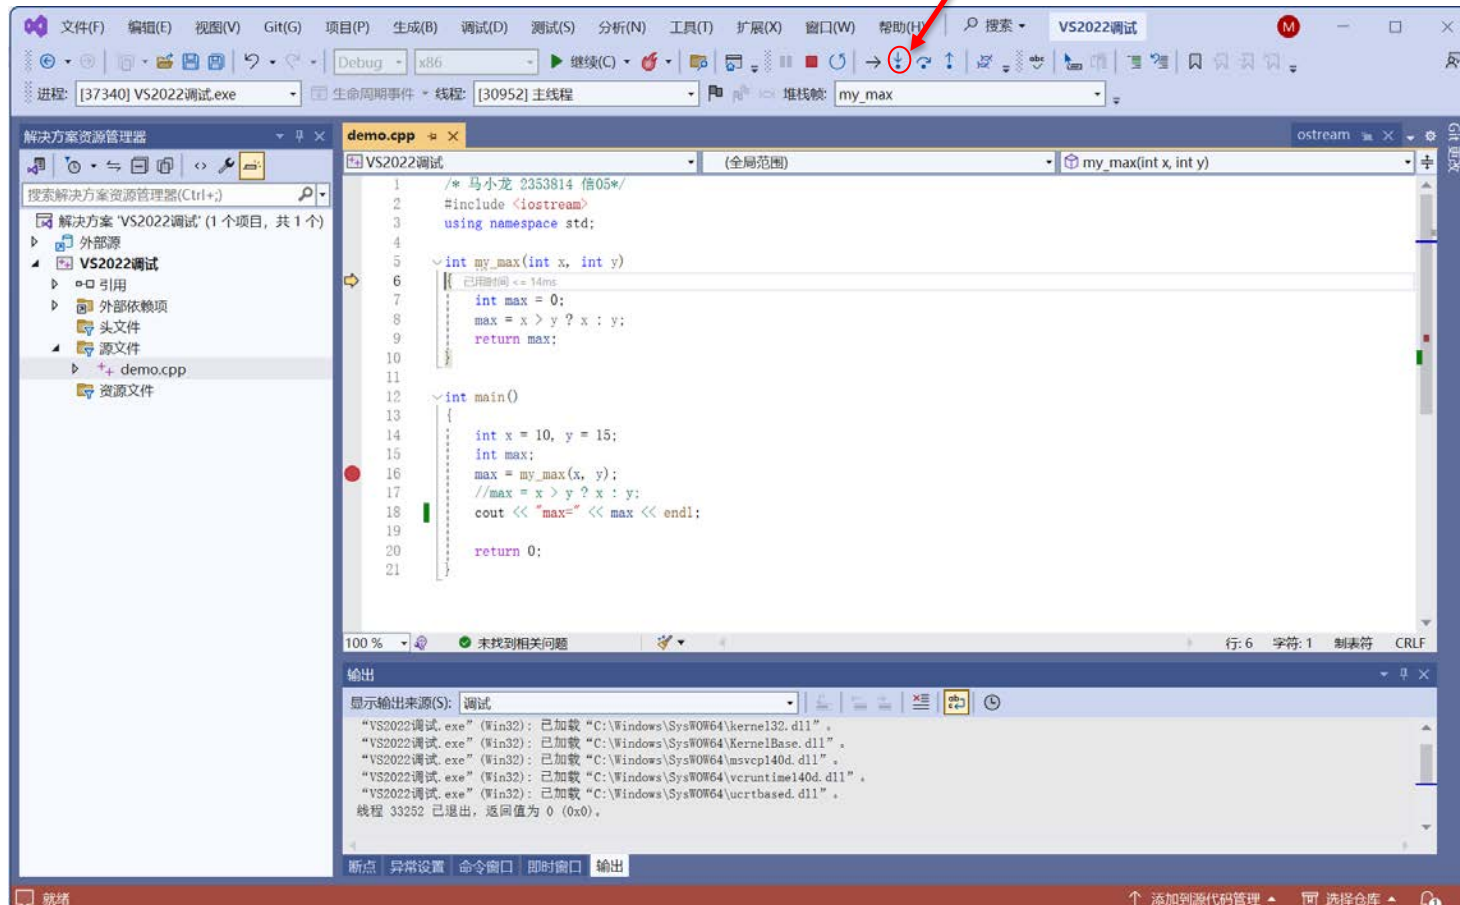 文件(F) 编辑(E) 视图(V) Git(G) 项目(P) 生成(B) 调试(D) 测试(S) 分析(N) 工具(T) 扩展(X) 窗口(W) 帮助(H) 搜索 VS2022调试 M
Debug x86 继续(C)
进程: [37340] VS2022调试.exe 生命周期事件 线程: [30952] 主线程 堆栈帧: my_max
解决方案资源管理器
搜索解决方案资源管理器(Ctrl+;)
解决方案 'VS2022调试' (1 个项目, 共 1 个)
外部源
VS2022调试
引用
外部依赖项
头文件
源文件
++ demo.cpp
资源文件
demo.cpp ostream
VS2022调试 (全局范围) my_max(int x, int y)
1 /* 马小龙 2353814 信05*/
2 #include <iostream>
3 using namespace std;
4
5 int my_max(int x, int y)
6 { 已用时间 <= 14ms
7 int max = 0;
8 max = x > y ? x : y;
9 return max;
10 }
11
12 int main()
13 {
14 int x = 10, y = 15;
15 int max;
16 max = my_max(x, y);
17 //max = x > y ? x : y;
18 cout << "max=" << max << endl;
19
20 return 0;
21 }
100 % 未找到相关问题 行: 6 字符: 1 制表符 CRLF
Git 更改
输出
显示输出来源(S): 调试
“VS2022调试.exe” (Win32): 已加载 “C:\Windows\SysWOW64\kernel32.dll”。
“VS2022调试.exe” (Win32): 已加载 “C:\Windows\SysWOW64\KernelBase.dll”。
“VS2022调试.exe” (Win32): 已加载 “C:\Windows\SysWOW64\msvcp140d.dll”。
“VS2022调试.exe” (Win32): 已加载 “C:\Windows\SysWOW64\vcruntime140d.dll”。
“VS2022调试.exe” (Win32): 已加载 “C:\Windows\SysWOW64\ucrtbased.dll”。
线程 33252 已退出，返回值为 0 (0x0)。
断点 异常设置 命令窗口 即时窗口 输出
就绪 添加到源代码管理 选择仓库